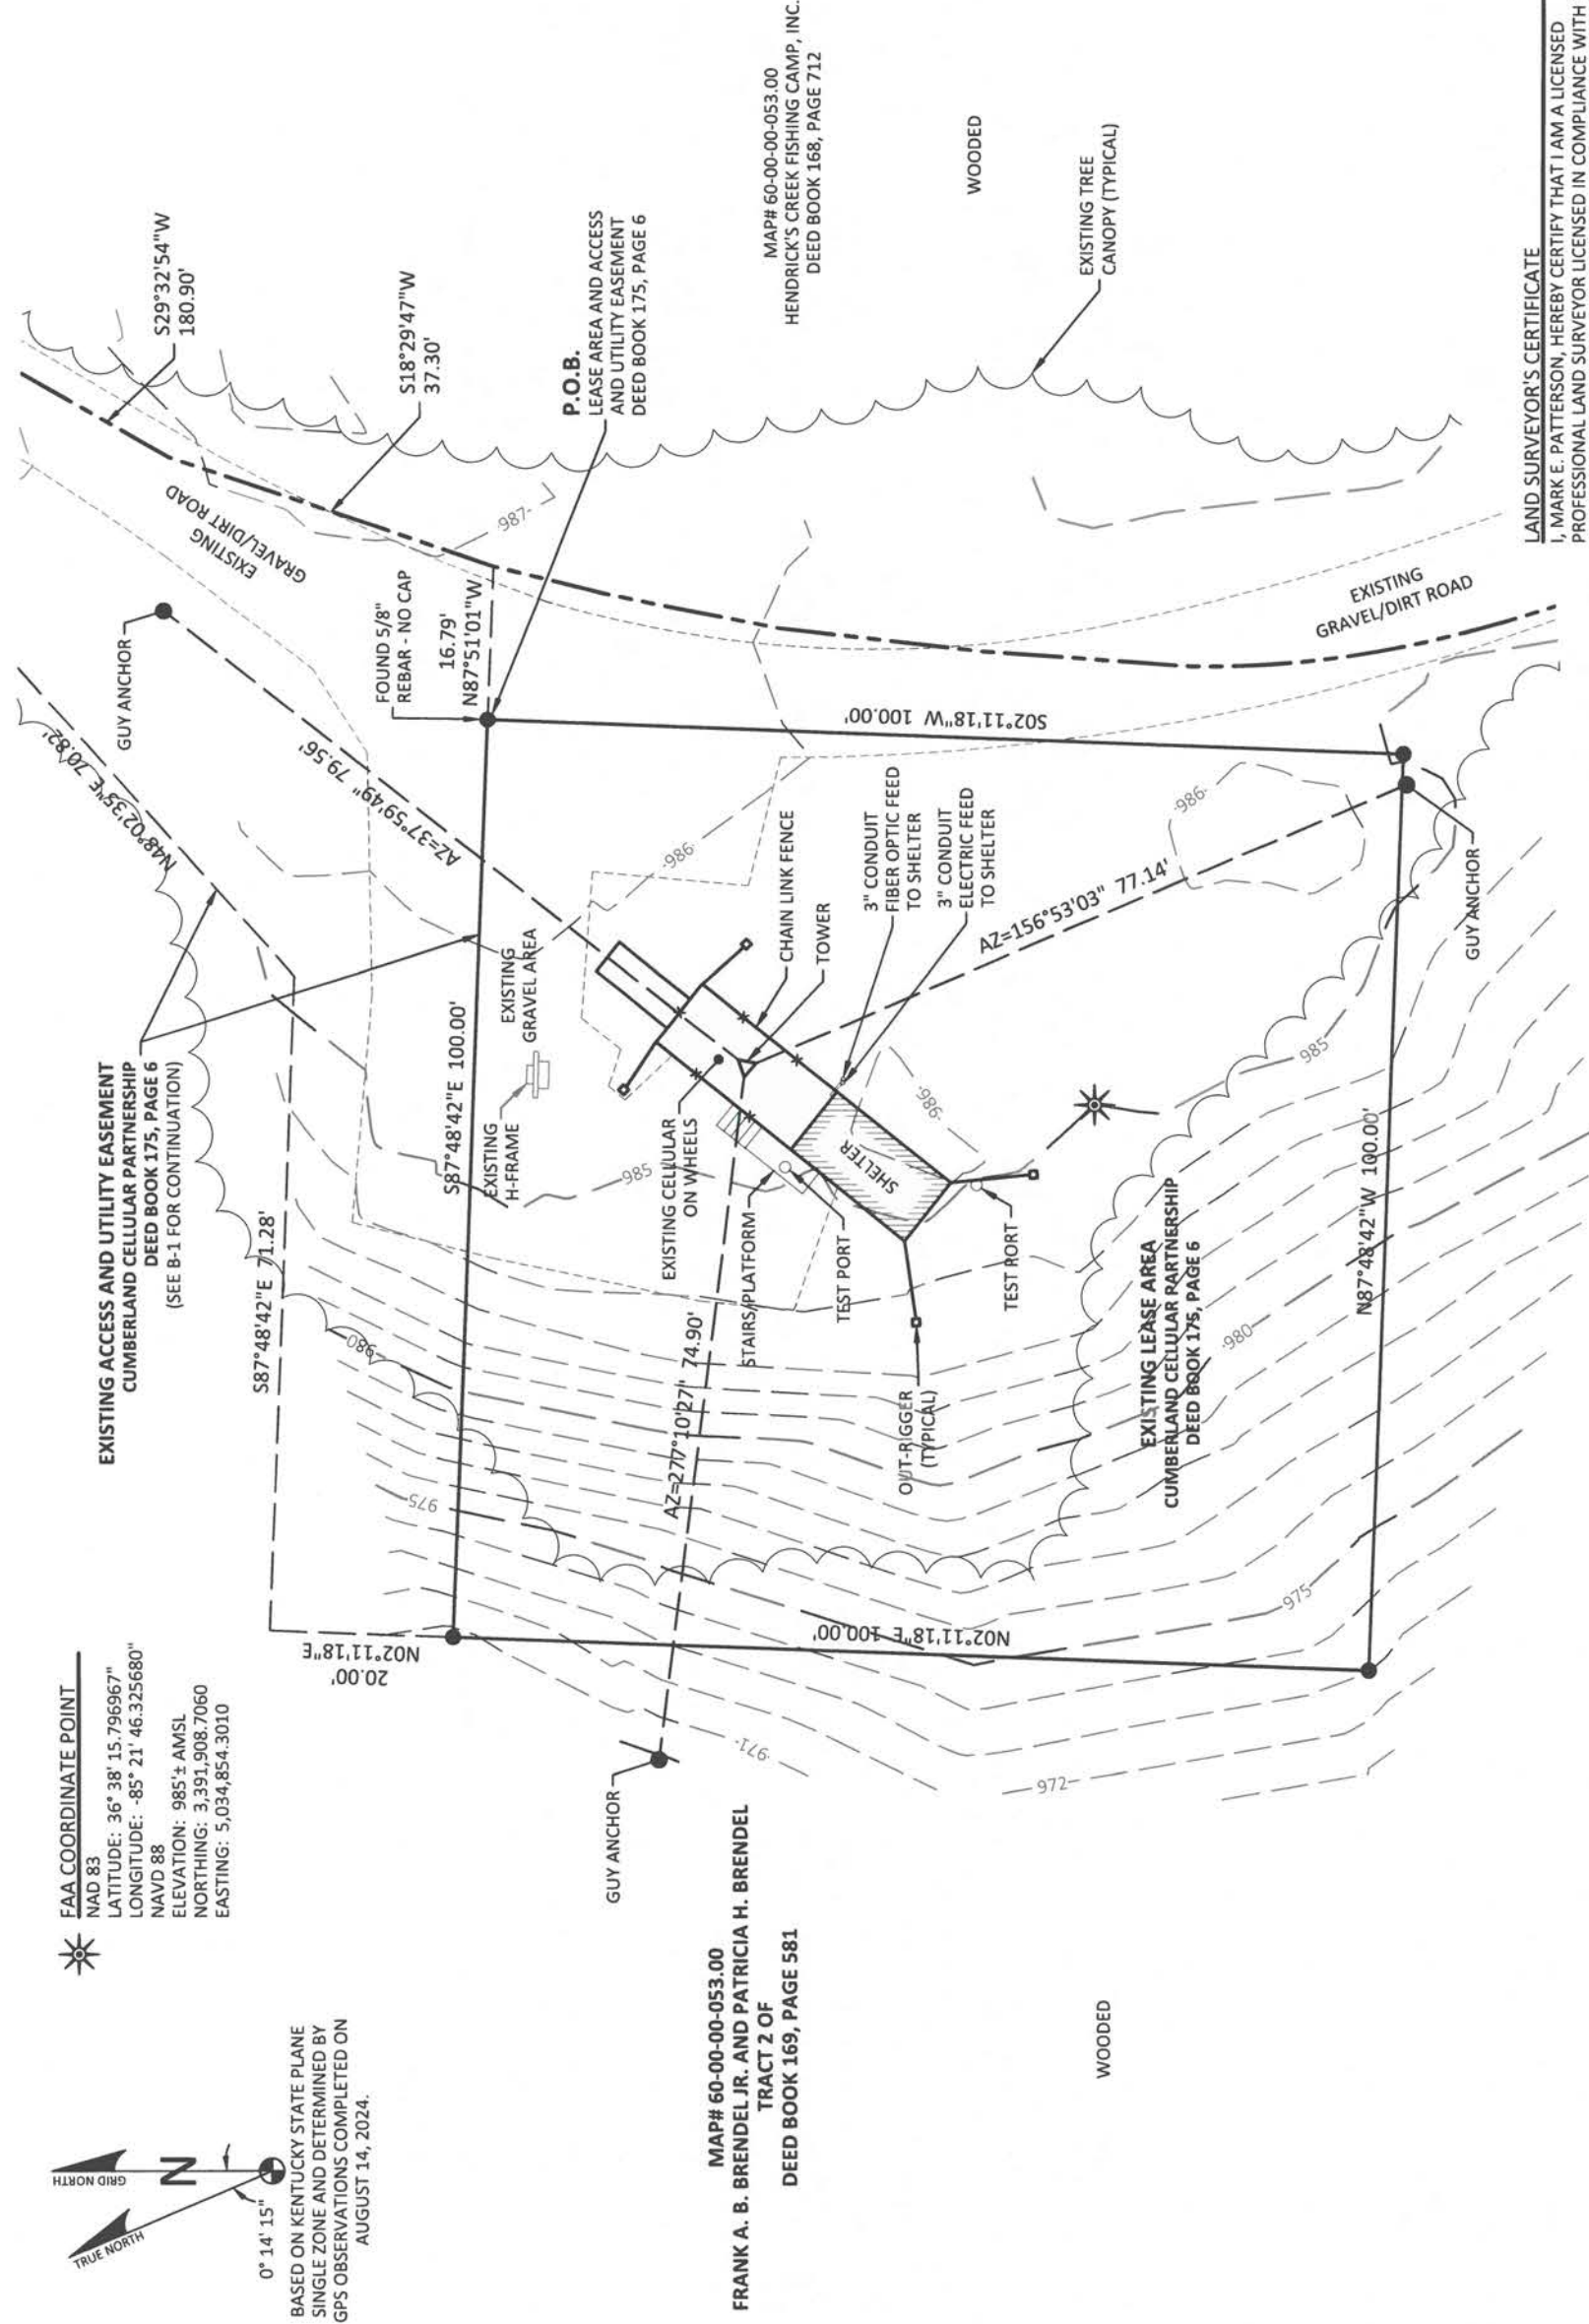 GRID NORTH
TRUE NORTH
N
0° 14' 15"
BASED ON KENTUCKY STATE PLANE
SINGLE ZONE AND DETERMINED BY
GPS OBSERVATIONS COMPLETED ON
AUGUST 14, 2024.
FAA COORDINATE POINT
NAD 83
LATITUDE: 36° 38' 15.796967"
LONGITUDE: -85° 21' 46.325680"
NAVD 88
ELEVATION: 985'± AMSL
NORTHING: 3,391,908.7060
EASTING: 5,034,854.3010
EXISTING ACCESS AND UTILITY EASEMENT
CUMBERLAND CELLULAR PARTNERSHIP
DEED BOOK 175, PAGE 6
(SEE B-1 FOR CONTINUATION)
N48°02'35"E 70.82'
GUY ANCHOR
S29°32'54"W
180.90'
S18°29'47"W
37.30'
EXISTING
GRAVEL/DIRT ROAD
FOUND 5/8"
REBAR - NO CAP
16.79'
N87°51'01"W
P.O.B.
LEASE AREA AND ACCESS
AND UTILITY EASEMENT
DEED BOOK 175, PAGE 6
MAP# 60-00-00-053.00
HENDRICK'S CREEK FISHING CAMP, INC.
DEED BOOK 168, PAGE 712
WOODED
EXISTING TREE
CANOPY (TYPICAL)
S87°48'42"E 71.28'
N02°11'18"E
20.00'
S87°48'42"E 100.00'
AZ=37°59'49" 79.56'
987
986
980
975
985
EXISTING
H-FRAME
EXISTING
GRAVEL AREA
EXISTING CELLULAR
ON WHEELS
CHAIN LINK FENCE
TOWER
3" CONDUIT
FIBER OPTIC FEED
TO SHELTER
3" CONDUIT
ELECTRIC FEED
TO SHELTER
S02°11'18"W 100.00'
STAIRS/PLATFORM
TEST PORT
SHELTER
986
AZ=277°10'27" 74.90'
AZ=156°53'03" 77.14'
986
GUY ANCHOR
971
972
N02°11'18"E 100.00'
OUT-RIGGER
(TYPICAL)
TEST RORT
EXISTING LEASE AREA
CUMBERLAND CELLULAR PARTNERSHIP
DEED BOOK 175, PAGE 6
980
975
985
N87°48'42"W 100.00'
GUY ANCHOR
EXISTING
GRAVEL/DIRT ROAD
MAP# 60-00-00-053.00
FRANK A. B. BRENDEL JR. AND PATRICIA H. BRENDEL
TRACT 2 OF
DEED BOOK 169, PAGE 581
WOODED
LAND SURVEYOR'S CERTIFICATE
I, MARK E. PATTERSON, HEREBY CERTIFY THAT I AM A LICENSED
PROFESSIONAL LAND SURVEYOR LICENSED IN COMPLIANCE WITH